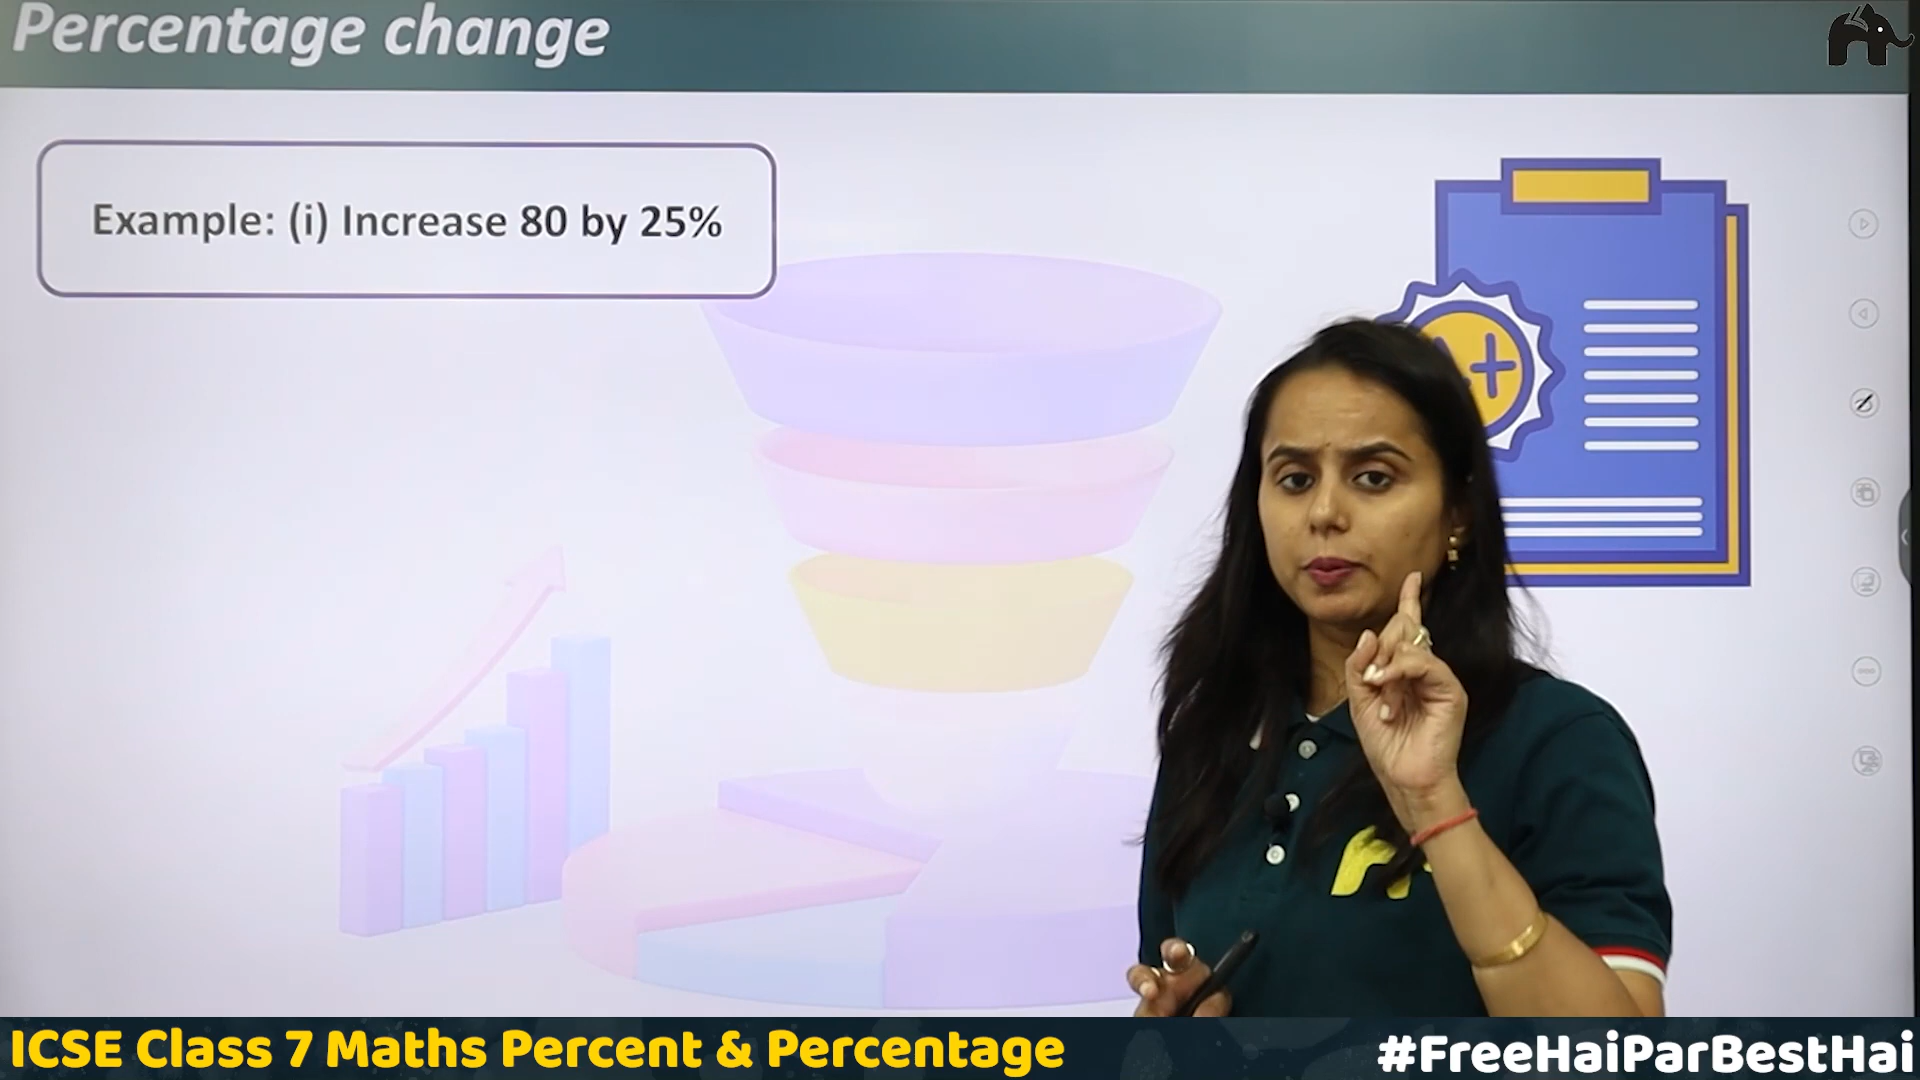 Percentage change
Example: (i) Increase 80 by 25%
+
ICSE Class 7 Maths Percent & Percentage
#FreeHaiParBestHai